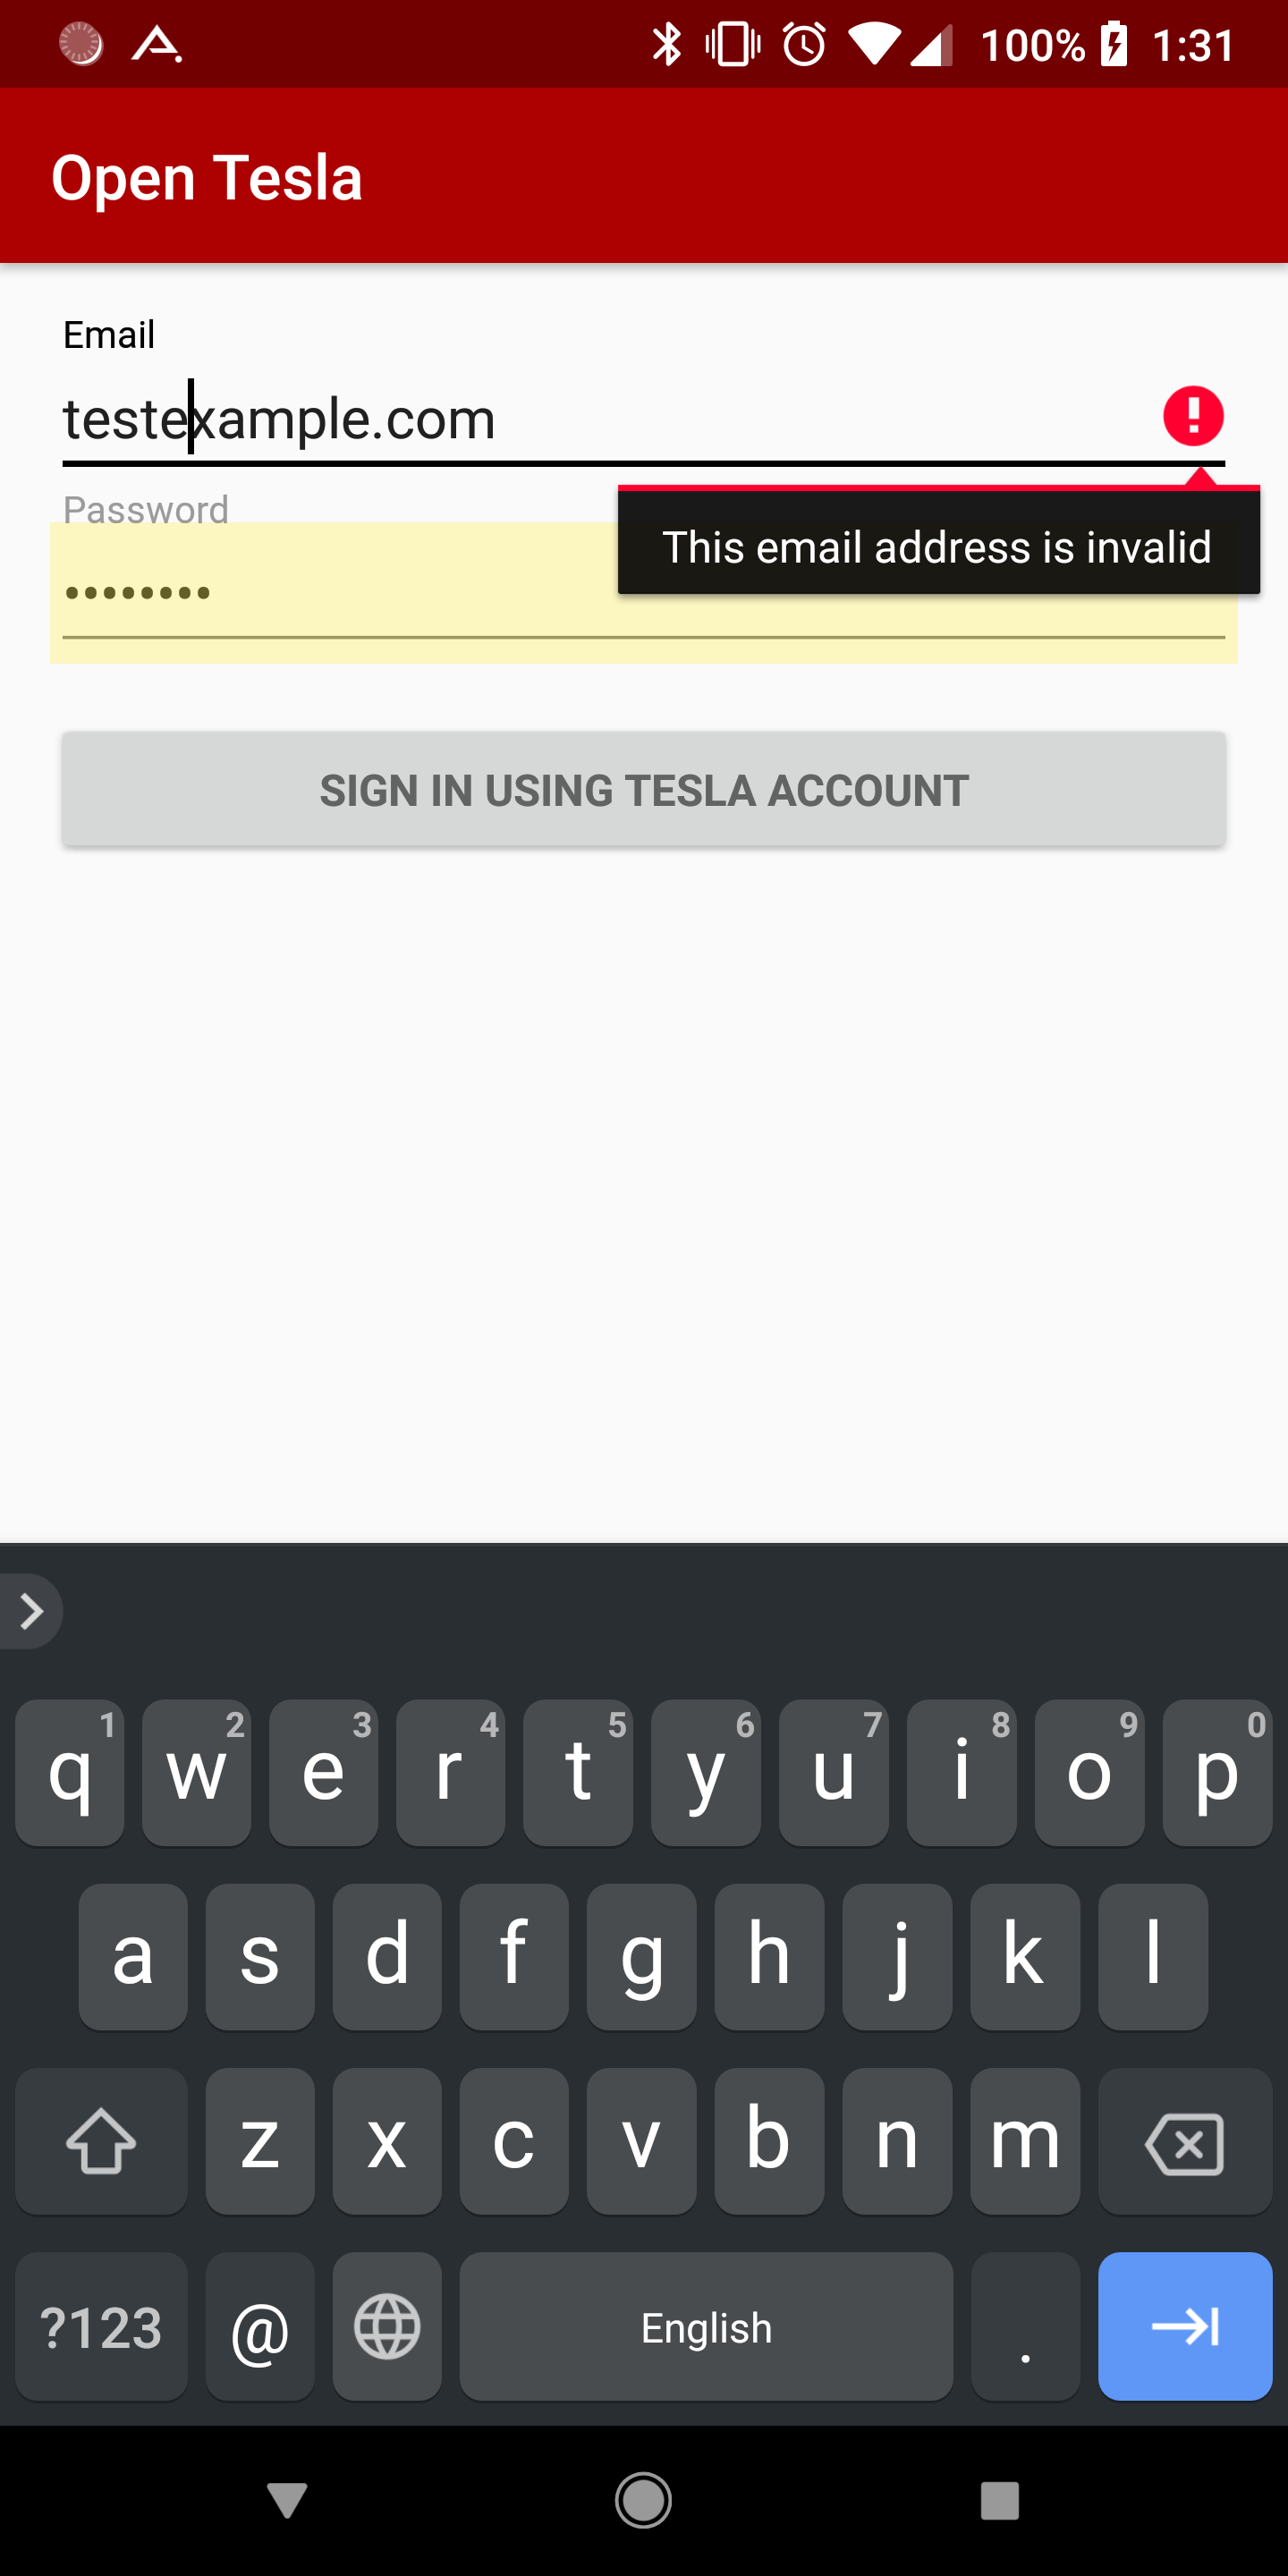 100% 1:31
Open Tesla
Email
testexample.com
Password
This email address is invalid
••••••••
SIGN IN USING TESLA ACCOUNT
1 2 3 4 5 6 7 8 9 0
q w e r t y u i o p
a s d f g h j k l
z x c v b n m
?123 @ English .